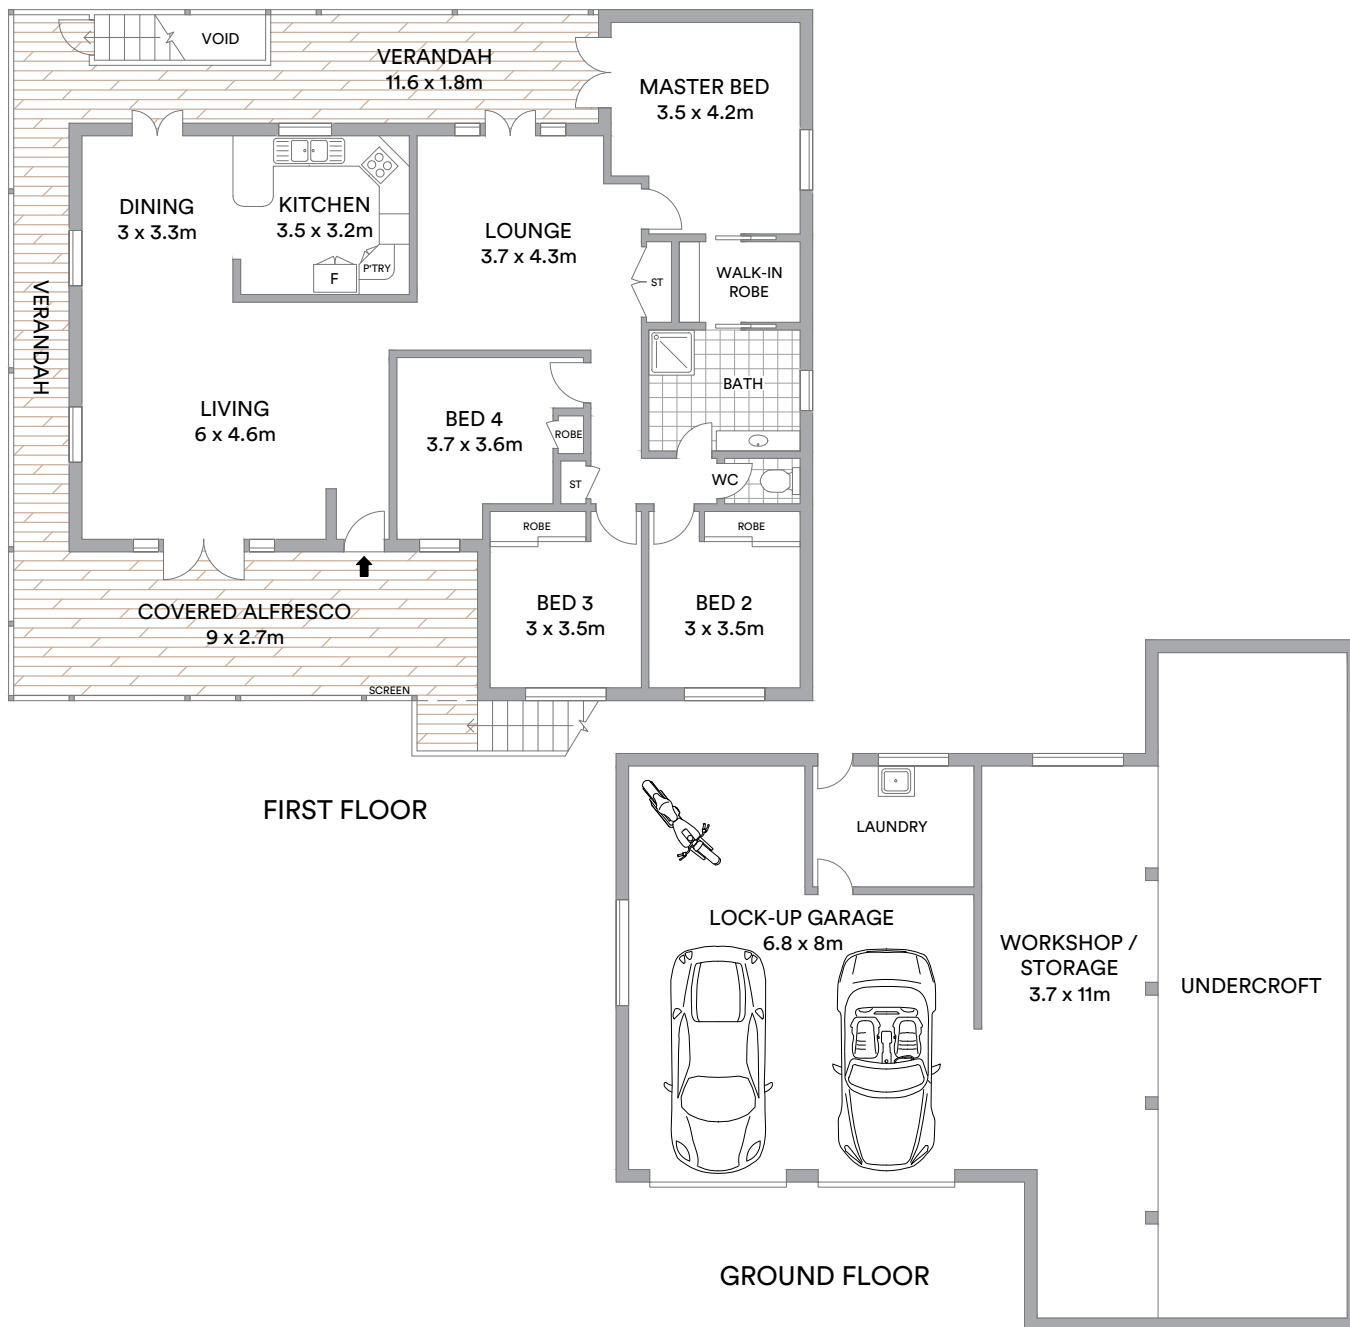 VOID
VERANDAH
11.6 x 1.8m
MASTER BED
3.5 x 4.2m
DINING
3 x 3.3m
KITCHEN
3.5 x 3.2m
LOUNGE
3.7 x 4.3m
P'TRY
F
ST
WALK-IN
ROBE
VERANDAH
BATH
LIVING
6 x 4.6m
BED 4
3.7 x 3.6m
ROBE
ST
WC
ROBE
ROBE
BED 3
3 x 3.5m
BED 2
3 x 3.5m
COVERED ALFRESCO
9 x 2.7m
SCREEN
FIRST FLOOR
LAUNDRY
LOCK-UP GARAGE
6.8 x 8m
WORKSHOP /
STORAGE
3.7 x 11m
UNDERCROFT
GROUND FLOOR